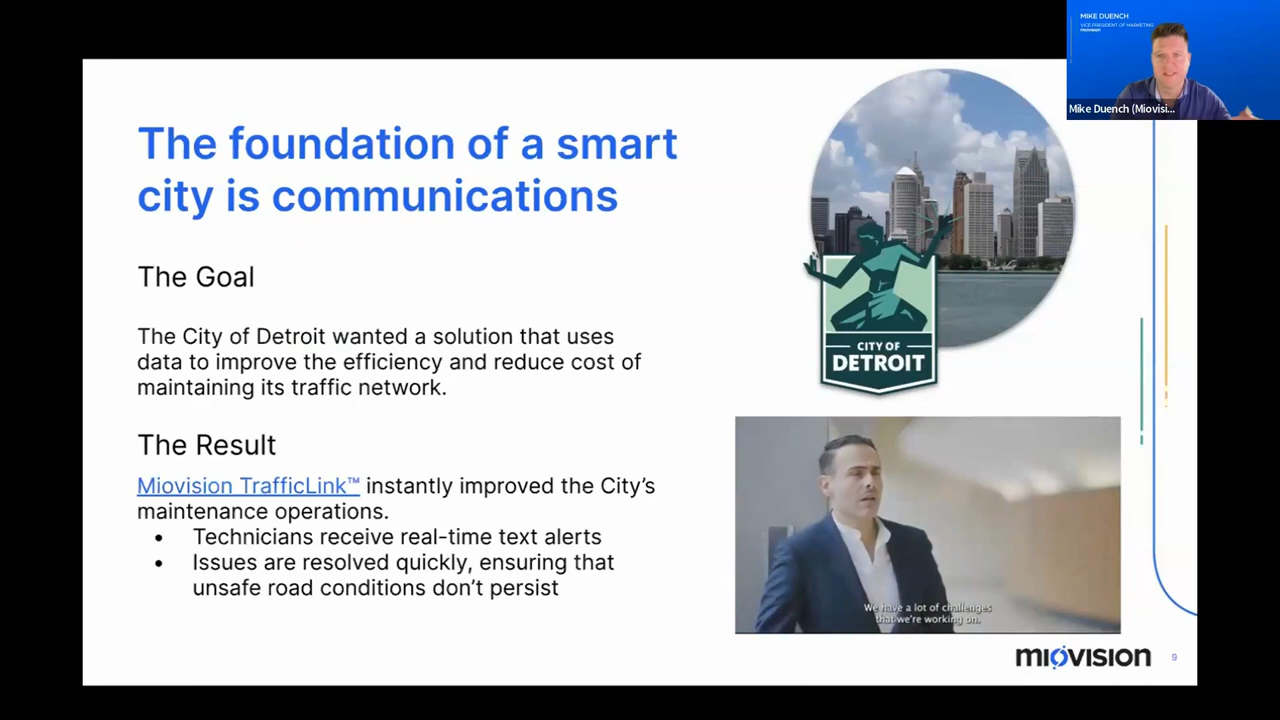 MIKE DUENCH
VICE PRESIDENT OF MARKETING
miovision
Mike Duench (Miovisi...
The foundation of a smart
city is communications
The Goal
The City of Detroit wanted a solution that uses
data to improve the efficiency and reduce cost of
maintaining its traffic network.
The Result
Miovision TrafficLink™ instantly improved the City’s
maintenance operations.
• Technicians receive real-time text alerts
• Issues are resolved quickly, ensuring that
unsafe road conditions don’t persist
CITY OF
DETROIT
We have a lot of challenges
that we're working on.
miovision
9